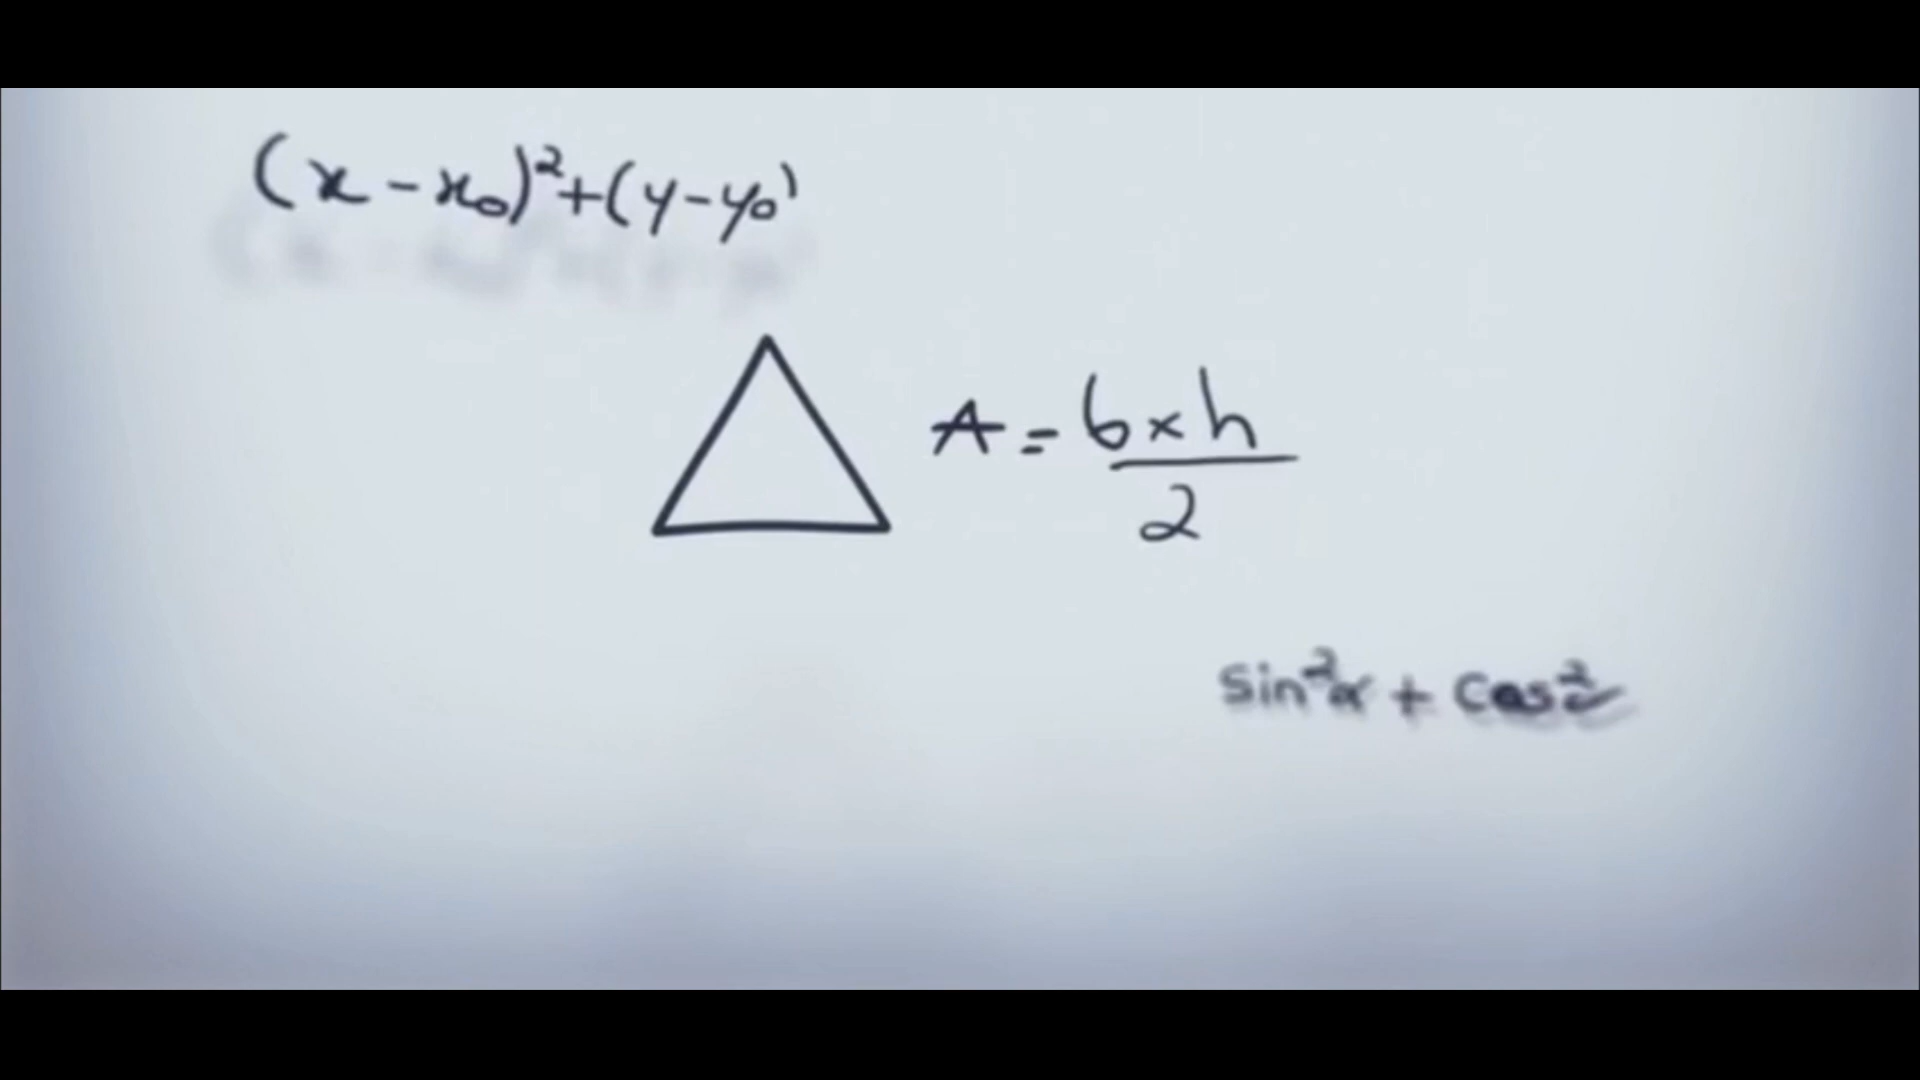 (x - x₀)² + (y - y₀)
A = b × h / 2
sin²α + cos²